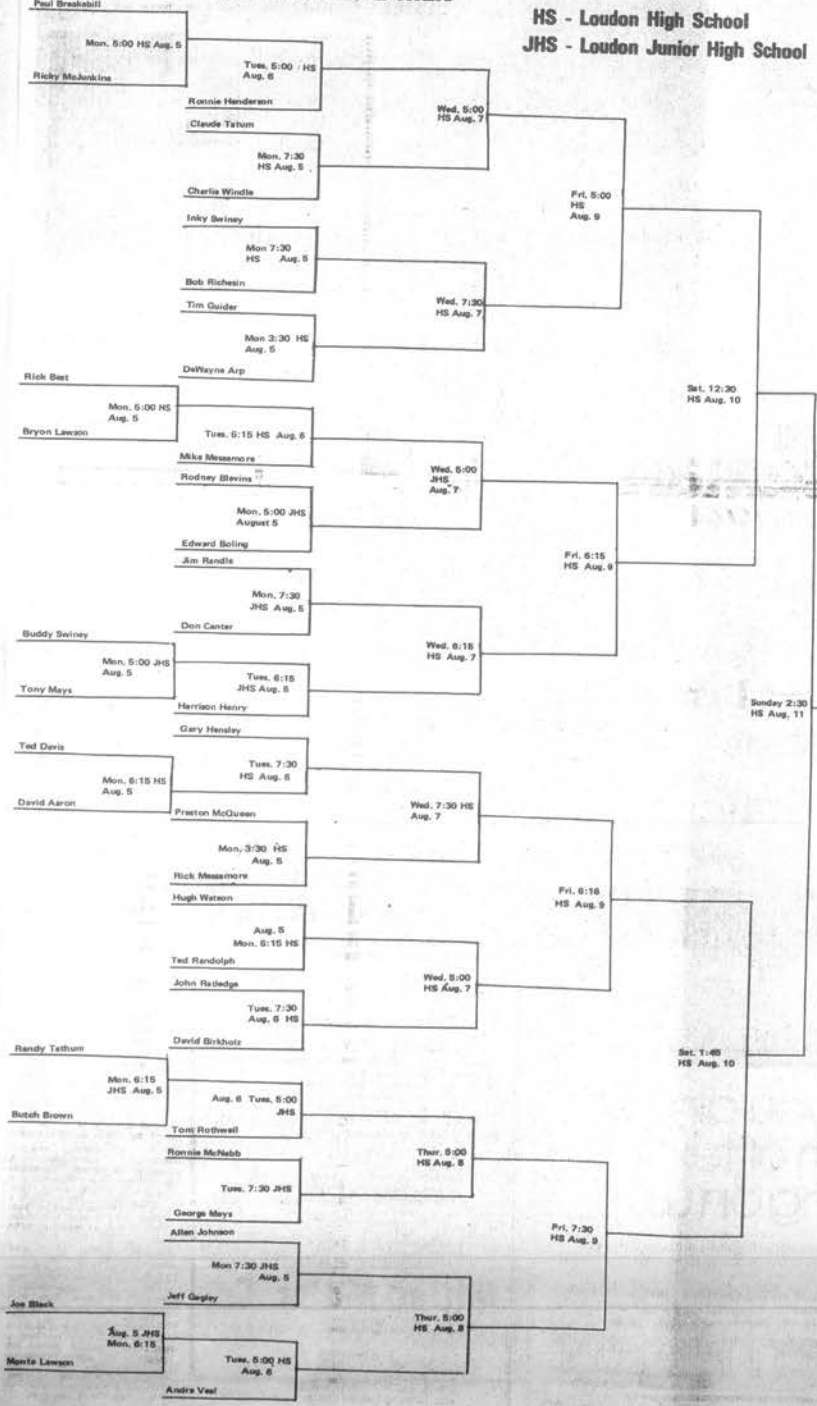 HS - Loudon High School
JHS - Loudon Junior High School
Paul Breakebill
Mon. 5:00 HS Aug. 5
Ricky McJunkins
Tues. 5:00 HS
Aug. 6
Ronnie Henderson
Wed. 5:00
HS Aug. 7
Claude Tatum
Mon. 7:30
HS Aug. 5
Charlie Windle
Fri. 5:00
HS
Aug. 9
Inky Swiney
Mon 7:30
HS Aug. 5
Bob Richesin
Wed. 7:30
HS Aug. 7
Tim Guider
Mon 3:30 HS
Aug. 5
DeWayne Arp
Sat. 12:30
HS Aug. 10
Rick Best
Mon. 5:00 HS
Aug. 5
Bryon Lawson
Tues. 6:15 HS Aug. 6
Mike Messamore
Wed. 5:00
JHS
Aug. 7
Rodney Blevins
Mon. 5:00 JHS
August 5
Edward Boling
Fri. 6:15
HS Aug. 9
Jim Randle
Mon. 7:30
JHS Aug. 5
Don Canter
Wed. 6:15
HS Aug. 7
Buddy Swiney
Mon. 5:00 JHS
Aug. 5
Tony Mays
Tues. 6:15
JHS Aug. 6
Harrison Henry
Sunday 2:30
HS Aug. 11
Gary Hensley
Tues. 7:30
HS Aug. 6
Ted Davis
Mon. 6:15 HS
Aug. 5
David Aaron
Wed. 7:30 HS
Aug. 7
Preston McQueen
Mon. 3:30 HS
Aug. 5
Rick Messamore
Fri. 6:15
HS Aug. 9
Hugh Watson
Aug. 5
Mon. 6:15 HS
Ted Randolph
Wed. 5:00
HS Aug. 7
John Ratledge
Tues. 7:30
Aug. 6 HS
David Birkholz
Sat. 1:45
HS Aug. 10
Randy Tathum
Mon. 6:15
JHS Aug. 5
Butch Brown
Aug. 6 Tues. 5:00
JHS
Tom Rothwell
Thur. 6:00
HS Aug. 8
Ronnie McNabb
Tues. 7:30 JHS
George Mays
Fri. 7:30
HS Aug. 9
Allen Johnson
Mon 7:30 JHS
Aug. 5
Jeff Gagley
Thur. 5:00
HS Aug. 8
Joe Black
Aug. 5 JHS
Mon. 6:15
Monte Lawson
Tues. 5:00 HS
Aug. 6
Andre Veal